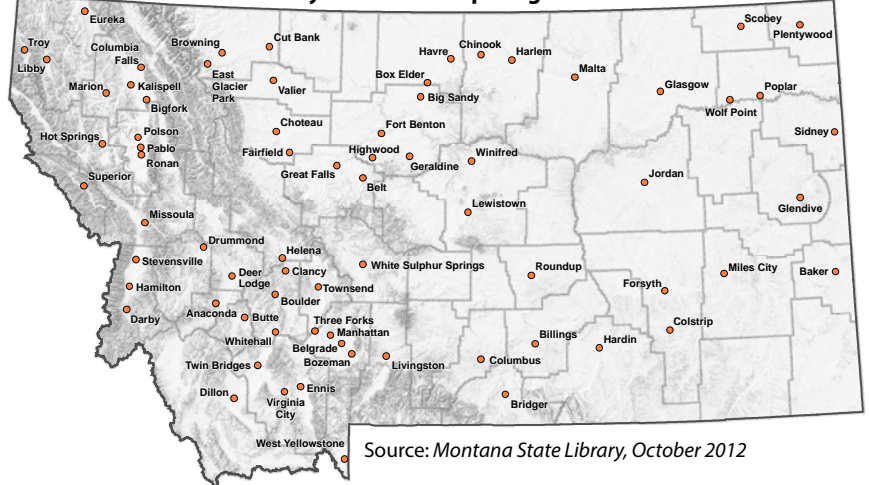 Eureka
Scobey
Plentywood
Troy
Libby
Columbia
Falls
Browning
Cut Bank
Havre
Chinook
Harlem
Malta
East
Glacier
Park
Marion
Kalispell
Bigfork
Valier
Box Elder
Big Sandy
Glasgow
Poplar
Wolf Point
Hot Springs
Polson
Pablo
Ronan
Choteau
Fort Benton
Sidney
Fairfield
Highwood
Geraldine
Winifred
Superior
Great Falls
Belt
Jordan
Missoula
Lewistown
Glendive
Drummond
Helena
Stevensville
Deer
Lodge
Clancy
White Sulphur Springs
Roundup
Miles City
Baker
Hamilton
Townsend
Boulder
Forsyth
Darby
Anaconda
Butte
Three Forks
Manhattan
Colstrip
Whitehall
Belgrade
Bozeman
Billings
Hardin
Twin Bridges
Livingston
Columbus
Dillon
Ennis
Virginia
City
Bridger
West Yellowstone
Source: Montana State Library, October 2012